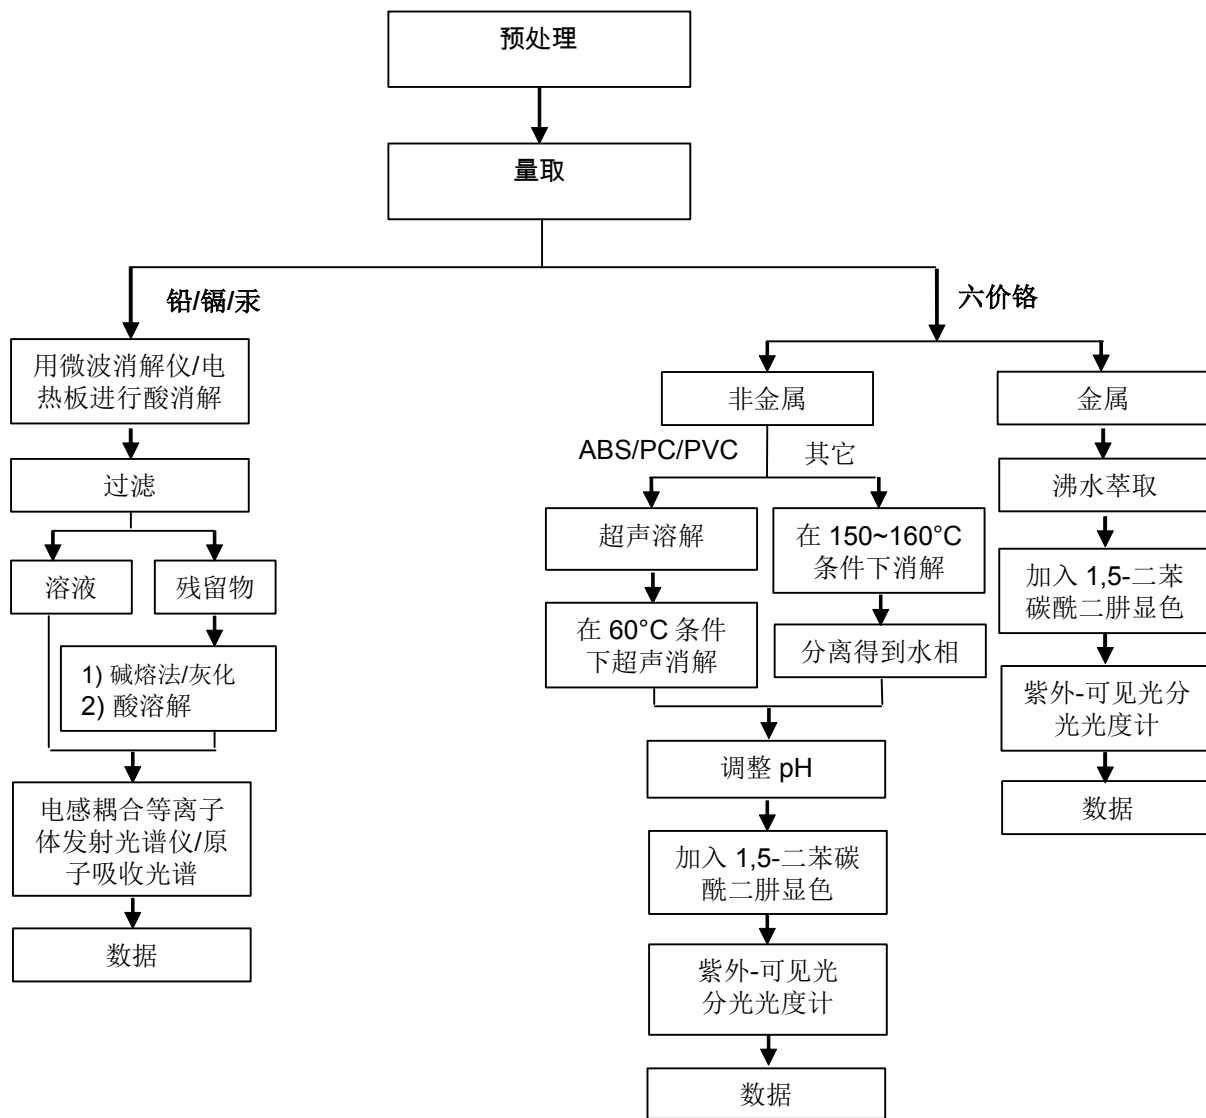 预处理
量取
铅/镉/汞
用微波消解仪/电
热板进行酸消解
过滤
溶液
残留物
1) 碱熔法/灰化
2) 酸溶解
电感耦合等离子
体发射光谱仪/原
子吸收光谱
数据
六价铬
非金属
ABS/PC/PVC
其它
超声溶解
在 60°C 条件
下超声消解
在 150~160°C
条件下消解
分离得到水相
调整 pH
加入 1,5-二苯碳
酰二肼显色
紫外-可见光
分光光度计
数据
金属
沸水萃取
加入 1,5-二苯
碳酰二肼显色
紫外-可见光分
光光度计
数据